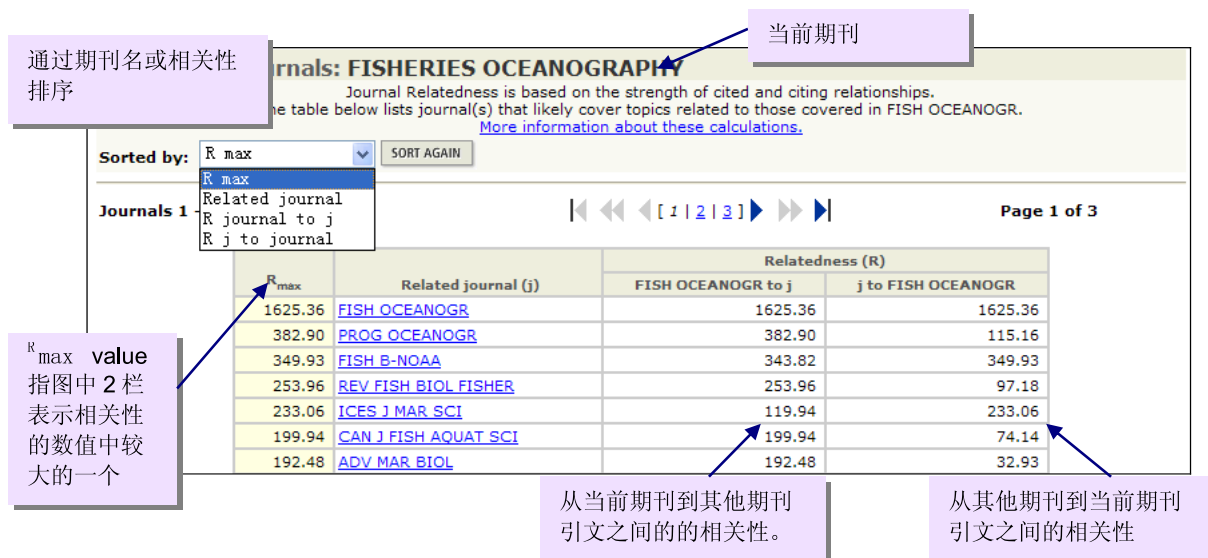 通过期刊名或相关性
排序
当前期刊
rnals: FISHERIES OCEANOGRAPHY
Journal Relatedness is based on the strength of cited and citing relationships.
ne table below lists journal(s) that likely cover topics related to those covered in FISH OCEANOGR.
More information about these calculations.
Sorted by: R max SORT AGAIN
R max
Related journal
R journal to j
R j to journal
Journals 1 - [ 1 | 2 | 3 ] Page 1 of 3
Rmax Related journal (j) Relatedness (R)
FISH OCEANOGR to j j to FISH OCEANOGR
1625.36 FISH OCEANOGR 1625.36 1625.36
382.90 PROG OCEANOGR 382.90 115.16
349.93 FISH B-NOAA 343.82 349.93
253.96 REV FISH BIOL FISHER 253.96 97.18
233.06 ICES J MAR SCI 119.94 233.06
199.94 CAN J FISH AQUAT SCI 199.94 74.14
192.48 ADV MAR BIOL 192.48 32.93
Rmax value
指图中 2 栏
表示相关性
的数值中较
大的一个
从当前期刊到其他期刊
引文之间的的相关性。
从其他期刊到当前期刊
引文之间的相关性